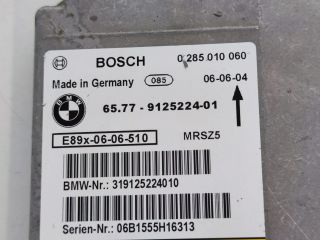 BOSCH 0 285 010 060
Made in Germany 085 06-06-04
BMW 65.77 - 9125224-01
E89x-06-06-510 MRSZ5
BMW-Nr.: 319125224010
Serien-Nr.: 06B1555H16313